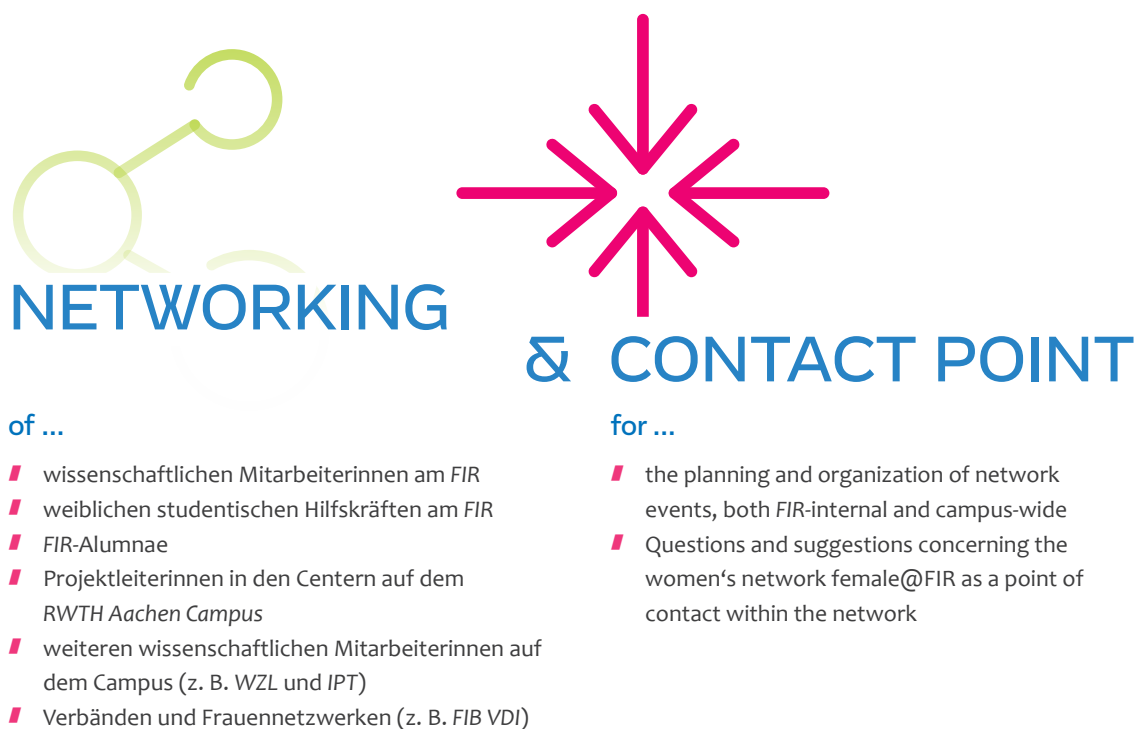 NETWORKING
& CONTACT POINT
of ...
wissenschaftlichen Mitarbeiterinnen am FIR
weiblichen studentischen Hilfskräften am FIR
FIR-Alumnae
Projektleiterinnen in den Centern auf dem
RWTH Aachen Campus
weiteren wissenschaftlichen Mitarbeiterinnen auf
dem Campus (z. B. WZL und IPT)
Verbänden und Frauennetzwerken (z. B. FIB VDI)
for ...
the planning and organization of network
events, both FIR-internal and campus-wide
Questions and suggestions concerning the
women‘s network female@FIR as a point of
contact within the network